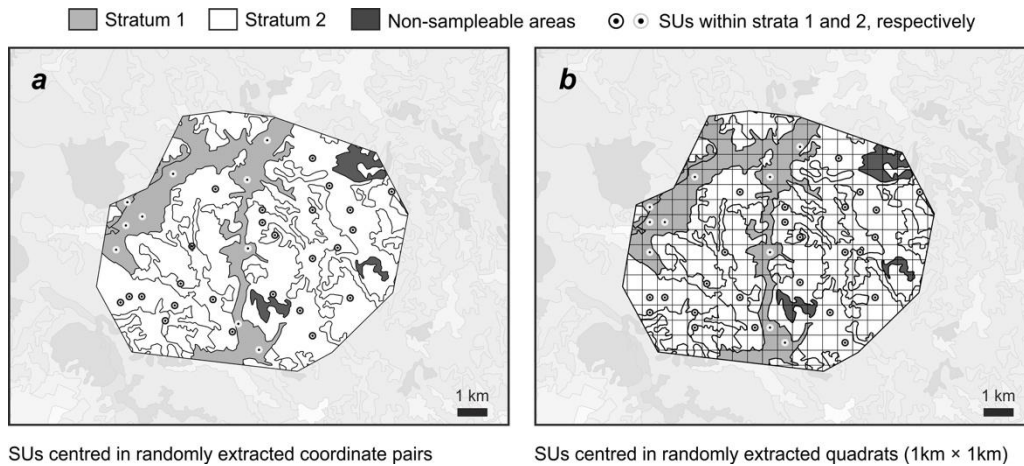 Stratum 1 Stratum 2 Non-sampleable areas SUs within strata 1 and 2, respectively
a b
1 km 1 km
SUs centred in randomly extracted coordinate pairs SUs centred in randomly extracted quadrats (1km × 1km)